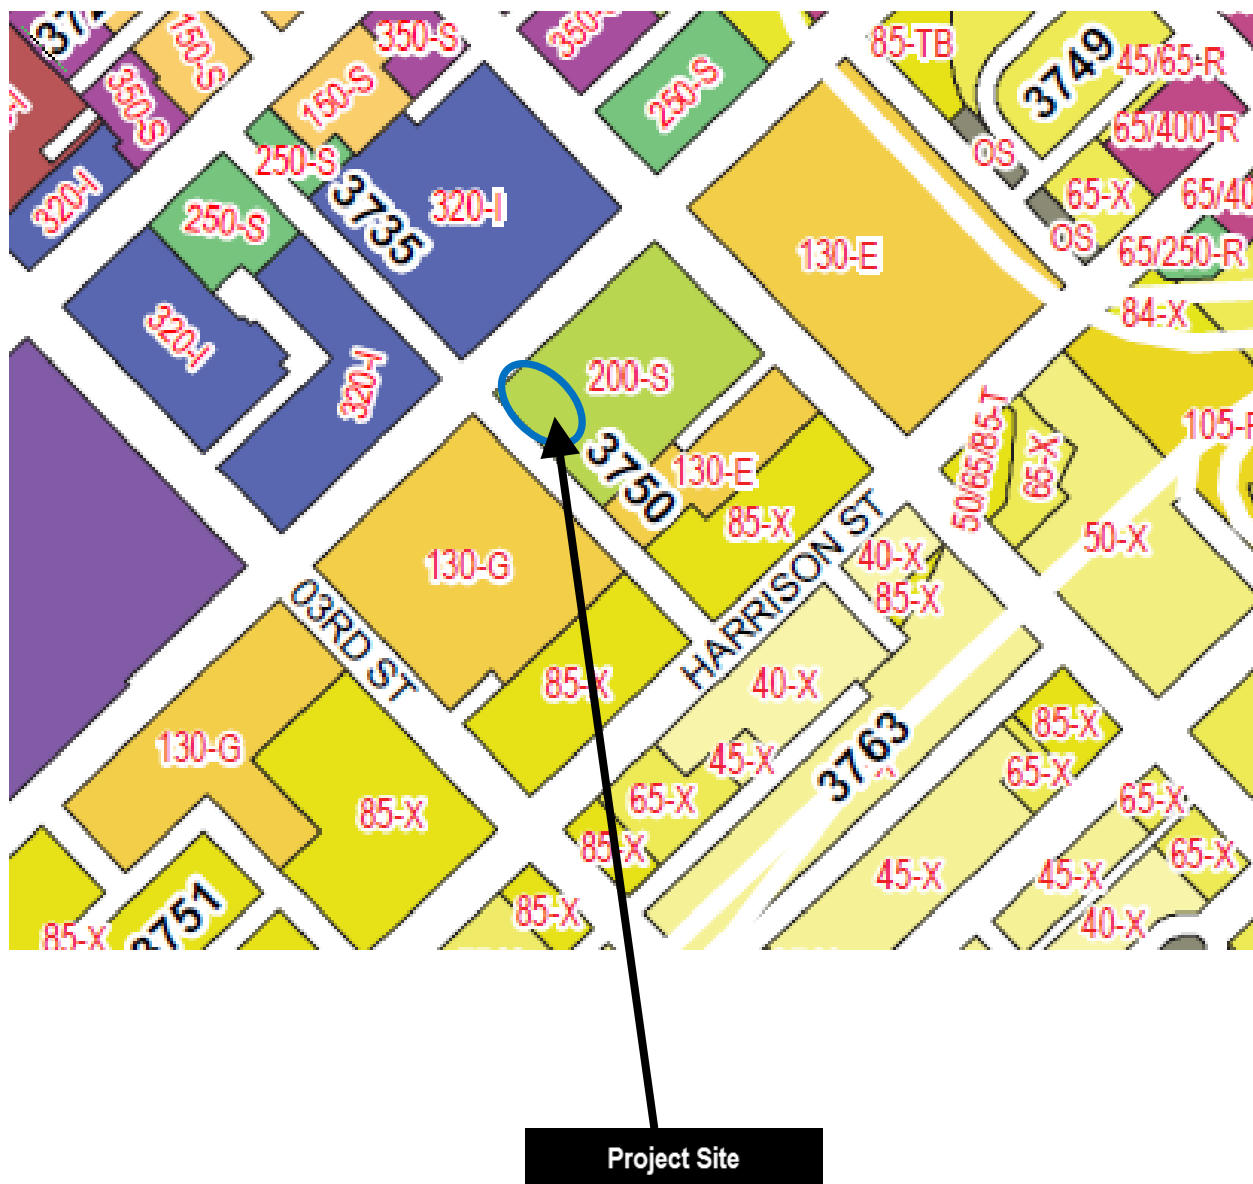 372
150-S
350-S
350-S
85-TB
3749
45/65-R
350-S
150-S
250-S
65/400-R
OS
250-S
320-I
3735
320-I
65-X
65/40
250-S
OS
65/250-R
130-E
84-X
320-I
320-I
200-S
105-F
50/65/85-T
65-X
3750
130-E
85-X
50-X
HARRISON ST
40-X
130-G
85-X
03RD ST
85-X
40-X
130-G
45-X
3763
85-X
65-X
65-X
85-X
65-X
85-X
65-X
45-X
45-X
85-X
40-X
3751
85-X
Project Site